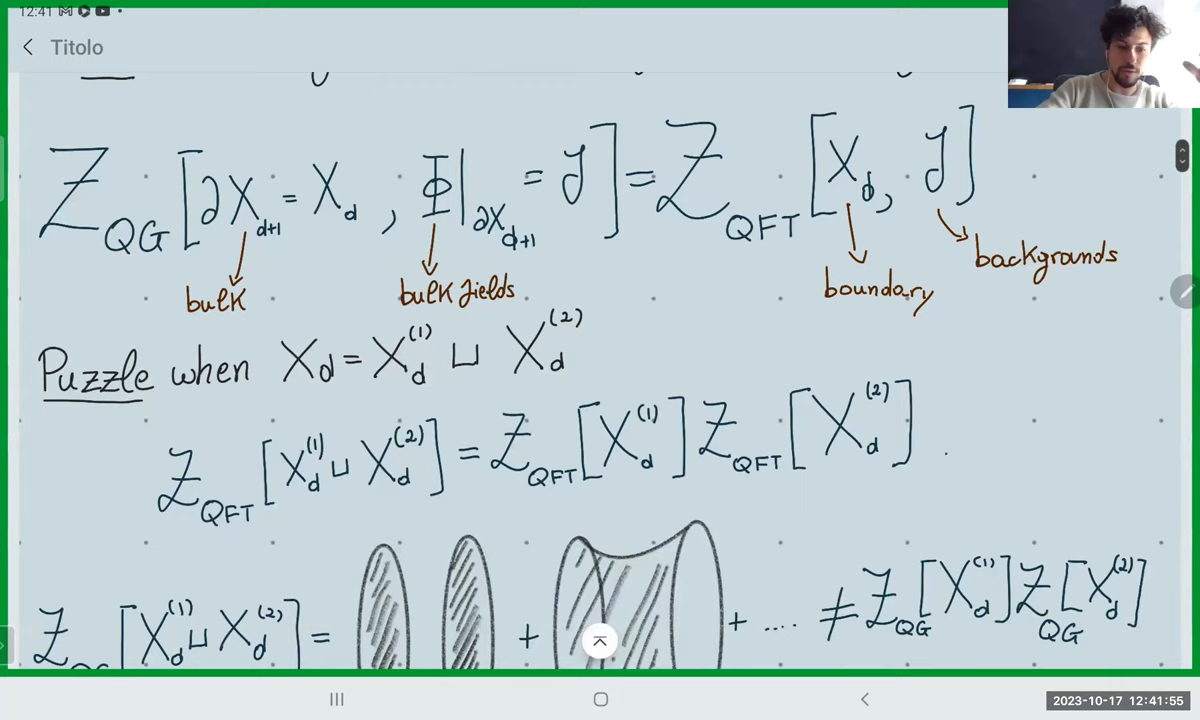 12:41
Titolo
Z_QG [∂X_{d+1} = X_d , Φ|_{∂X_{d+1}} = J] = Z_QFT [X_d, J]
bulk
bulk fields
boundary
backgrounds
Puzzle when X_d = X_d^(1) ⊔ X_d^(2)
Z_QFT [X_d^(1) ⊔ X_d^(2)] = Z_QFT [X_d^(1)] Z_QFT [X_d^(2)] .
Z_QG [X_d^(1) ⊔ X_d^(2)] = + + .... ≠ Z_QG [X_d^(1)] Z_QG [X_d^(2)]
2023-10-17 12:41:55